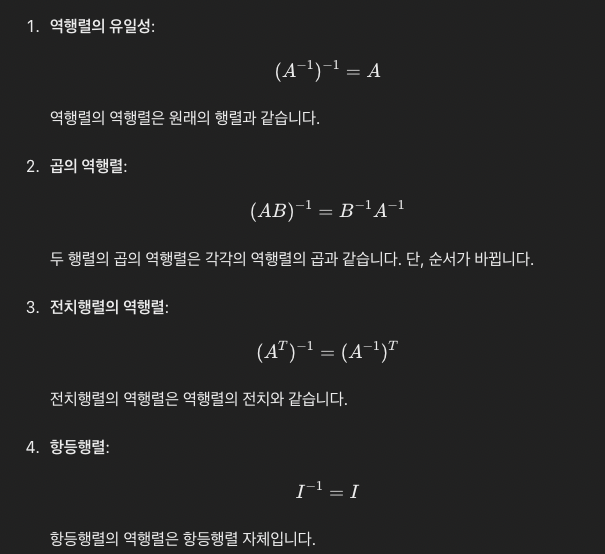 1. 역행렬의 유일성:
(A⁻¹)⁻¹ = A
역행렬의 역행렬은 원래의 행렬과 같습니다.
2. 곱의 역행렬:
(AB)⁻¹ = B⁻¹A⁻¹
두 행렬의 곱의 역행렬은 각각의 역행렬의 곱과 같습니다. 단, 순서가 바뀝니다.
3. 전치행렬의 역행렬:
(Aᵀ)⁻¹ = (A⁻¹)ᵀ
전치행렬의 역행렬은 역행렬의 전치와 같습니다.
4. 항등행렬:
I⁻¹ = I
항등행렬의 역행렬은 항등행렬 자체입니다.